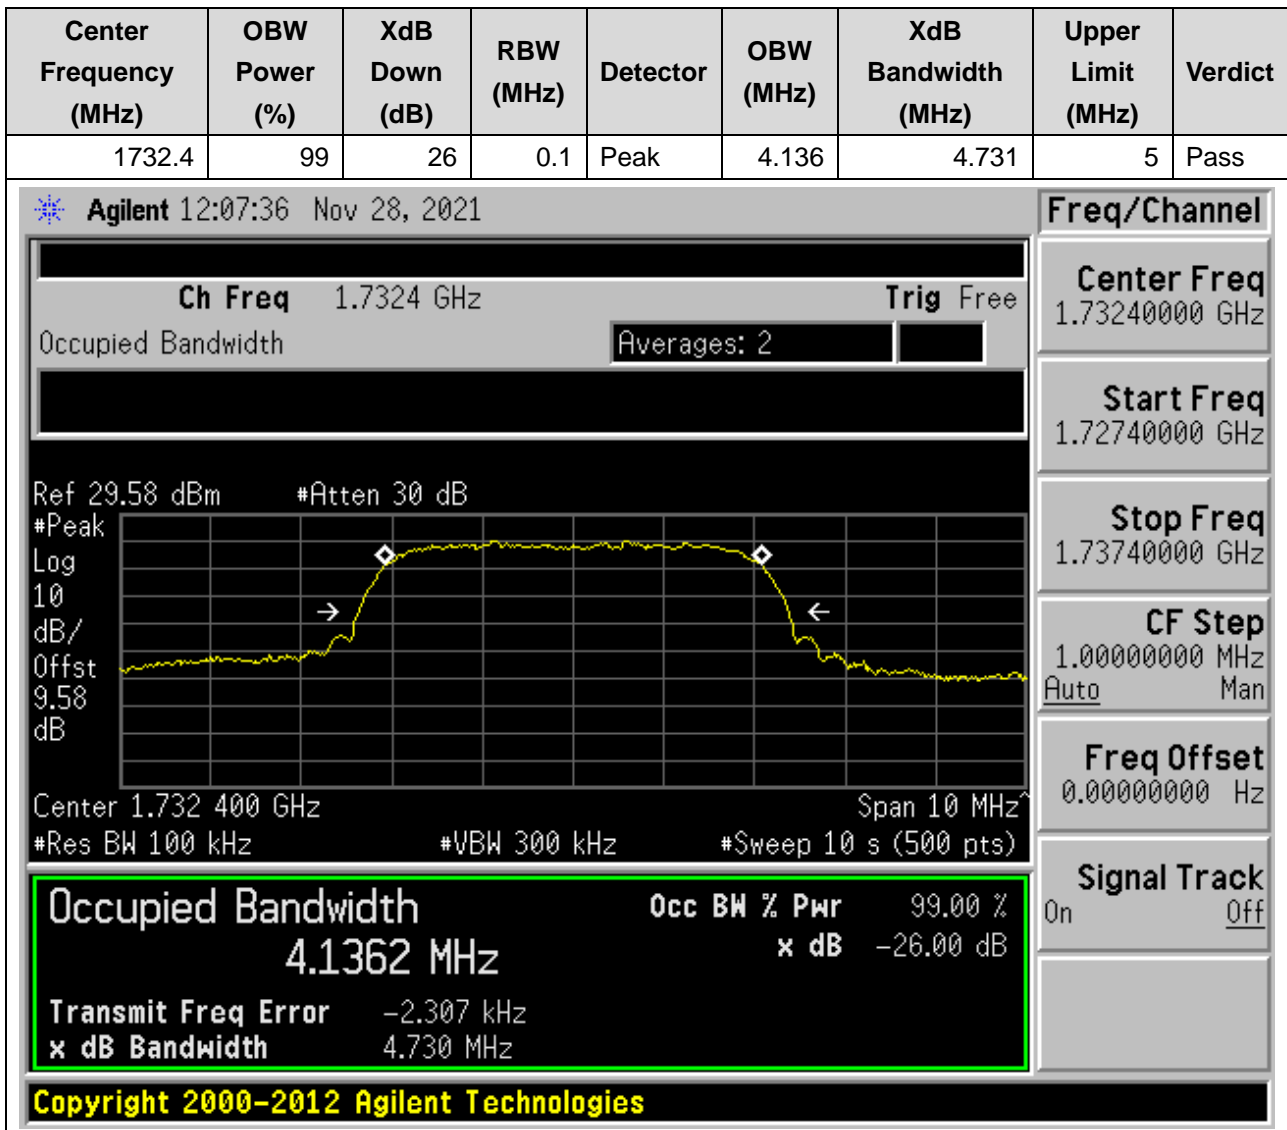 Center Frequency (MHz) OBW Power (%) XdB Down (dB) RBW (MHz) Detector OBW (MHz) XdB Bandwidth (MHz) Upper Limit (MHz) Verdict
1732.4 99 26 0.1 Peak 4.136 4.731 5 Pass
Agilent 12:07:36 Nov 28, 2021
Freq/Channel
Ch Freq 1.7324 GHz Trig Free
Occupied Bandwidth Averages: 2
Ref 29.58 dBm #Atten 30 dB
#Peak
Log
10
dB/
Offst
9.58
dB
Center 1.732 400 GHz Span 10 MHz^
#Res BW 100 kHz #VBW 300 kHz #Sweep 10 s (500 pts)
Occupied Bandwidth Occ BW % Pwr 99.00 %
4.1362 MHz x dB -26.00 dB
Transmit Freq Error -2.307 kHz
x dB Bandwidth 4.730 MHz
Center Freq
1.73240000 GHz
Start Freq
1.72740000 GHz
Stop Freq
1.73740000 GHz
CF Step
1.00000000 MHz
Auto Man
Freq Offset
0.00000000 Hz
Signal Track
On Off
Copyright 2000-2012 Agilent Technologies